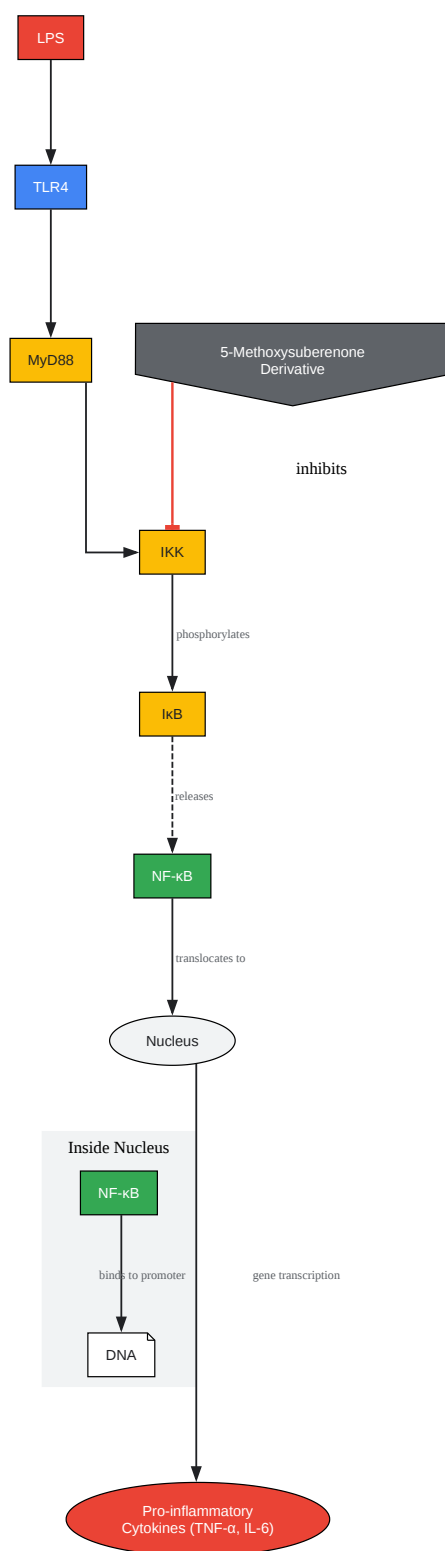 LPS
TLR4
MyD88
5-Methoxysuberenone
Derivative
inhibits
IKK
phosphorylates
IκB
releases
NF-κB
translocates to
Nucleus
Inside Nucleus
NF-κB
binds to promoter
gene transcription
DNA
Pro-inflammatory
Cytokines (TNF-α, IL-6)